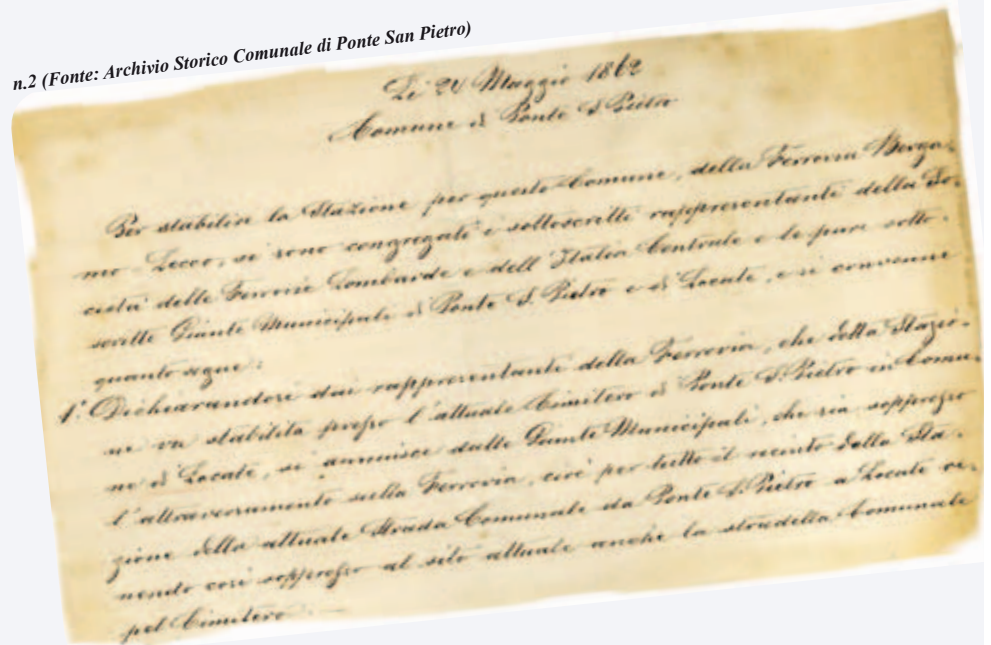 n.2 (Fonte: Archivio Storico Comunale di Ponte San Pietro)
Li 20 Maggio 1862
Comune di Ponte S. Pietro
Per stabilire la Stazione per questo Comune, della Ferrovia Berga-
mo-Lecco, si sono congregati i sottoscritti rappresentanti della So-
cietà delle Ferrovie Lombarde e dell'Italia Centrale e le pure sotto-
scritte Giunte Municipali di Ponte S. Pietro e di Locate, e si convenne
quanto segue:
1.° Dichiarandosi dai rappresentanti della Ferrovia, che detta Stazio-
ne va stabilita presso l'attuale Cimitero di Ponte S. Pietro in Comu-
ne di Locate, si annuisce dalle Giunte Municipali, che sia soppresso
l'attraversamento sulla Ferrovia, cioè per tutto il recinto della Sta-
zione della attuale Strada Comunale da Ponte S. Pietro a Locate ve-
nendo così soppresso al sito attuale anche la stradella Comunale
pel Cimitero.